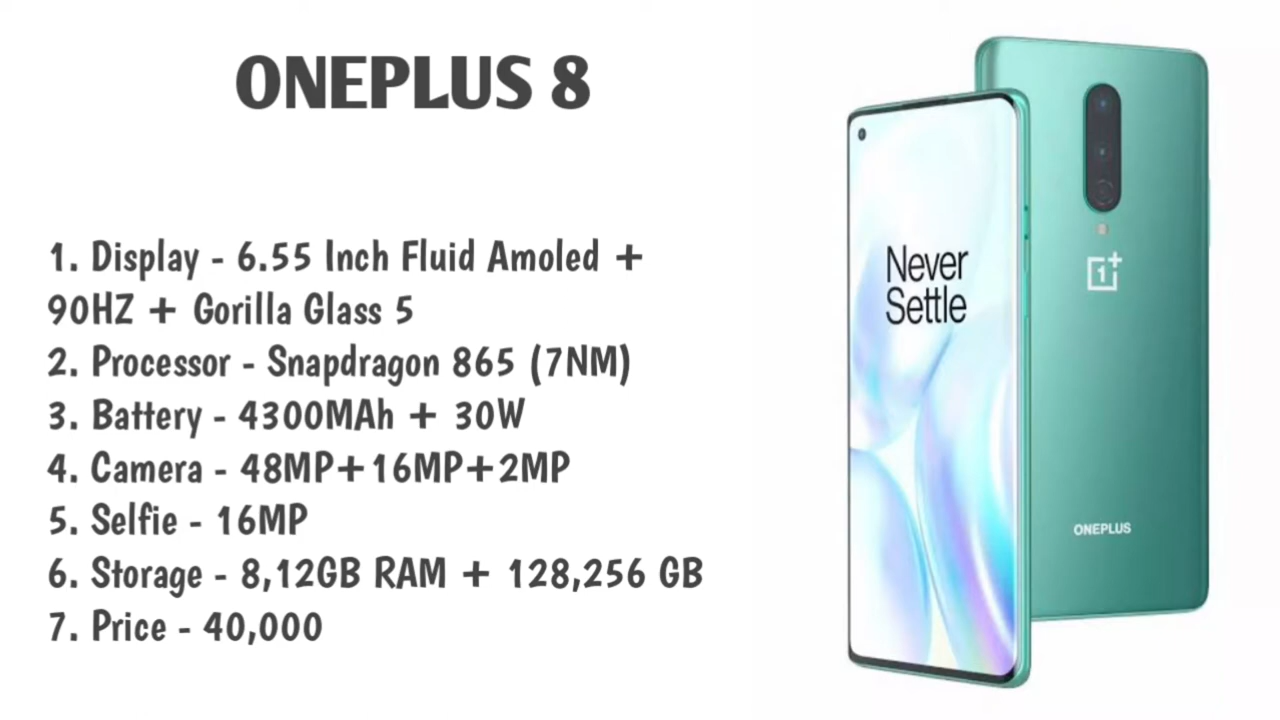 ONEPLUS 8
1. Display - 6.55 Inch Fluid Amoled +
90HZ + Gorilla Glass 5
2. Processor - Snapdragon 865 (7NM)
3. Battery - 4300MAh + 30W
4. Camera - 48MP+16MP+2MP
5. Selfie - 16MP
6. Storage - 8,12GB RAM + 128,256 GB
7. Price - 40,000
Never
Settle
1+
ONEPLUS